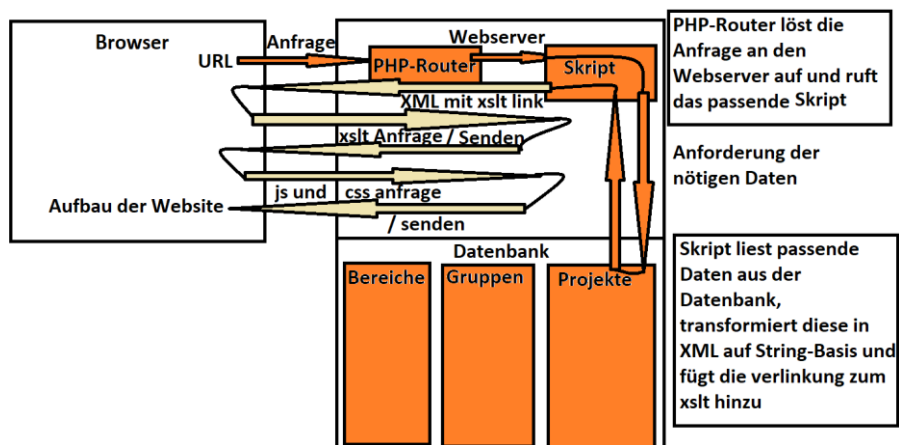 Browser
Anfrage
Webserver
URL
PHP-Router
Skript
XML mit xslt link
xslt Anfrage / Senden
js und css anfrage
/ senden
Aufbau der Website
Datenbank
Bereiche
Gruppen
Projekte
PHP-Router löst die
Anfrage an den
Webserver auf und ruft
das passende Skript
Anforderung der
nötigen Daten
Skript liest passende
Daten aus der
Datenbank,
transformiert diese in
XML auf String-Basis und
fügt die verlinkung zum
xslt hinzu